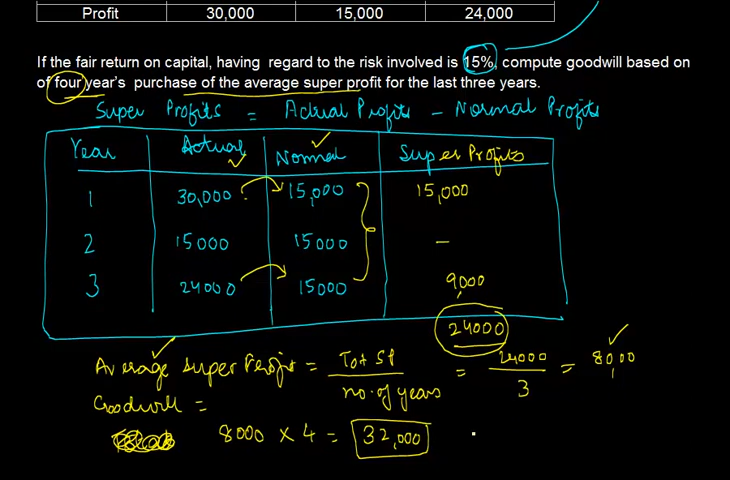 Profit 30,000 15,000 24,000
If the fair return on capital, having regard to the risk involved is 15%, compute goodwill based on
of four year's purchase of the average super profit for the last three years.
Super Profits = Actual Profits - Normal Profits
Year Actual Normal Super Profits
1 30,000 15,000 15,000
2 15000 15000 -
3 24000 15000 9,000
24000
Average Super Profit = Tot SP / no. of years = 24000 / 3 = 8000
Goodwill =
8000 × 4 = 32,000